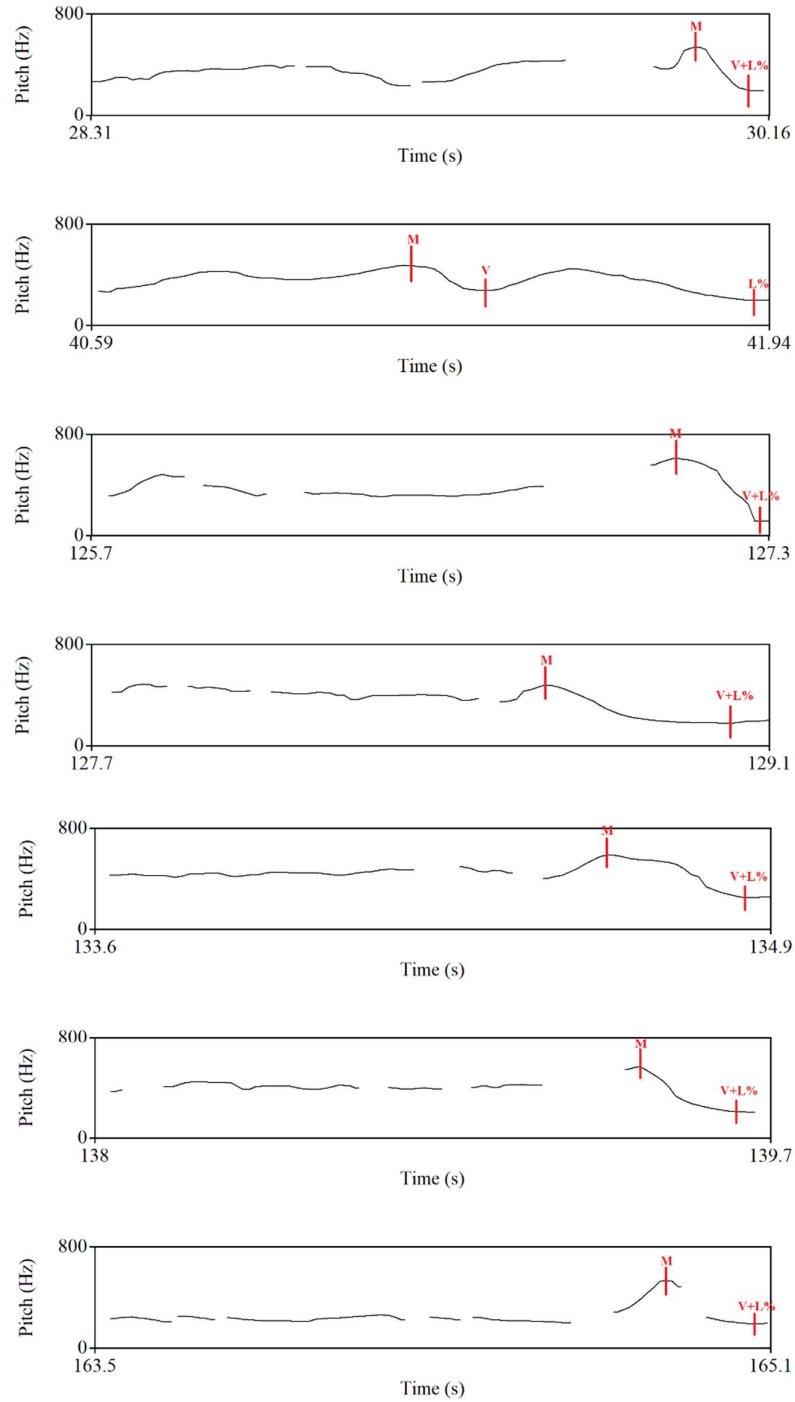 800
Pitch (Hz)
0
M
V+L%
28.31
30.16
Time (s)
800
Pitch (Hz)
0
M
V
L%
40.59
41.94
Time (s)
800
Pitch (Hz)
0
M
V+L%
125.7
127.3
Time (s)
800
Pitch (Hz)
0
M
V+L%
127.7
129.1
Time (s)
800
Pitch (Hz)
0
M
V+L%
133.6
134.9
Time (s)
800
Pitch (Hz)
0
M
V+L%
138
139.7
Time (s)
800
Pitch (Hz)
0
M
V+L%
163.5
165.1
Time (s)